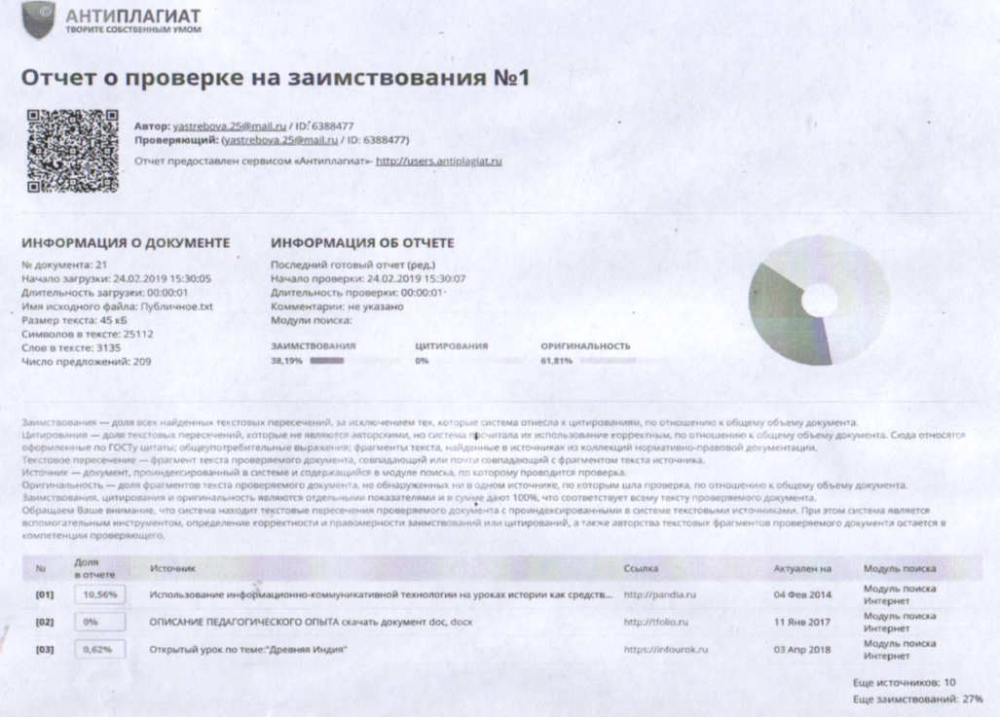 АНТИПЛАГИАТ
ТВОРИТЕ СОБСТВЕННЫМ УМОМ
Отчет о проверке на заимствования №1
Автор: yastrebova.25@mail.ru / ID: 6388477
Проверяющий: (yastrebova.25@mail.ru / ID: 6388477)
Отчет предоставлен сервисом «Антиплагиат»- http://users.antiplagiat.ru
ИНФОРМАЦИЯ О ДОКУМЕНТЕ
№ документа: 21
Начало загрузки: 24.02.2019 15:30:05
Длительность загрузки: 00:00:01
Имя исходного файла: Публичное.txt
Размер текста: 45 кб
Символов в тексте: 25112
Слов в тексте: 3135
Число предложений: 209
ИНФОРМАЦИЯ ОБ ОТЧЕТЕ
Последний готовый отчет (ред.)
Начало проверки: 24.02.2019 15:30:07
Длительность проверки: 00:00:01
Комментарии: не указано
Модули поиска:
ЗАИМСТВОВАНИЯ ЦИТИРОВАНИЯ ОРИГИНАЛЬНОСТЬ
38,19% 0% 61,81%
Заимствования — доля всех найденных текстовых пересечений, за исключением тех, которые система отнесла к цитированиям, по отношению к общему объему документа.
Цитирования — доля текстовых пересечений, которые не являются авторскими, но система посчитала их использование корректным, по отношению к общему объему документа. Сюда относятся
оформленные по ГОСТу цитаты; общеупотребительные выражения; фрагменты текста, найденные в источниках из коллекций нормативно-правовой документации.
Текстовое пересечение — фрагмент текста проверяемого документа, совпадающий или почти совпадающий с фрагментом текста источника.
Источник — документ, проиндексированный в системе и содержащийся в модуле поиска, по которому проводится проверка.
Оригинальность — доля фрагментов текста проверяемого документа, не обнаруженных ни в одном источнике, по которым шла проверка, по отношению к общему объему документа.
Заимствования, цитирования и оригинальность являются отдельными показателями и в сумме дают 100%, что соответствует всему тексту проверяемого документа.
Обращаем Ваше внимание, что система находит текстовые пересечения проверяемого документа с проиндексированными в системе текстовыми источниками. При этом система является
вспомогательным инструментом, определение корректности и правомерности заимствований или цитирований, а также авторства текстовых фрагментов проверяемого документа остается в
компетенции проверяющего.
№ Доля в отчете Источник Ссылка Актуален на Модуль поиска
[01] 10,56% Использование информационно-коммуникативной технологии на уроках истории как средств... http://pandia.ru 04 Фев 2014 Модуль поиска Интернет
[02] 0% ОПИСАНИЕ ПЕДАГОГИЧЕСКОГО ОПЫТА скачать документ doc, docx http://tfolio.ru 11 Янв 2017 Модуль поиска Интернет
[03] 0,62% Открытый урок по теме:"Древняя Индия" https://infourok.ru 03 Апр 2018 Модуль поиска Интернет
Еще источников: 10
Еще заимствований: 27%